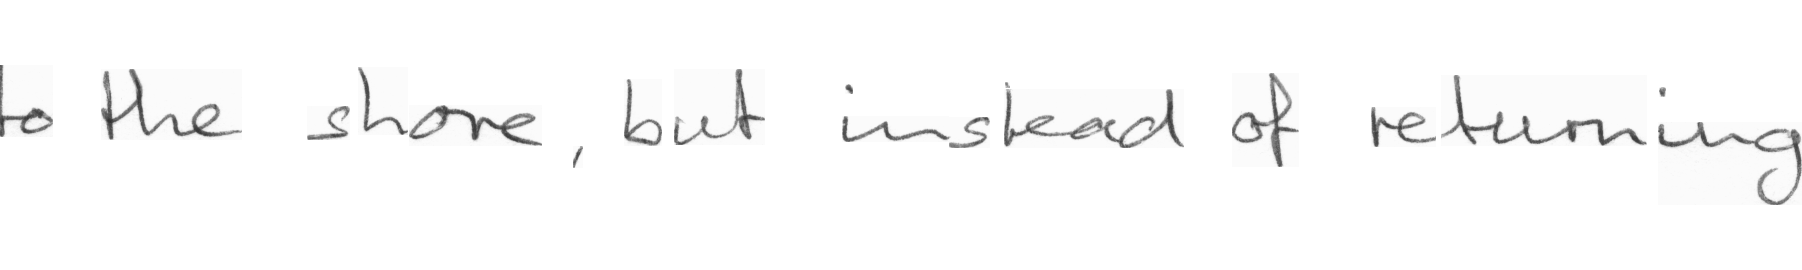 to the shore, but instead of returning